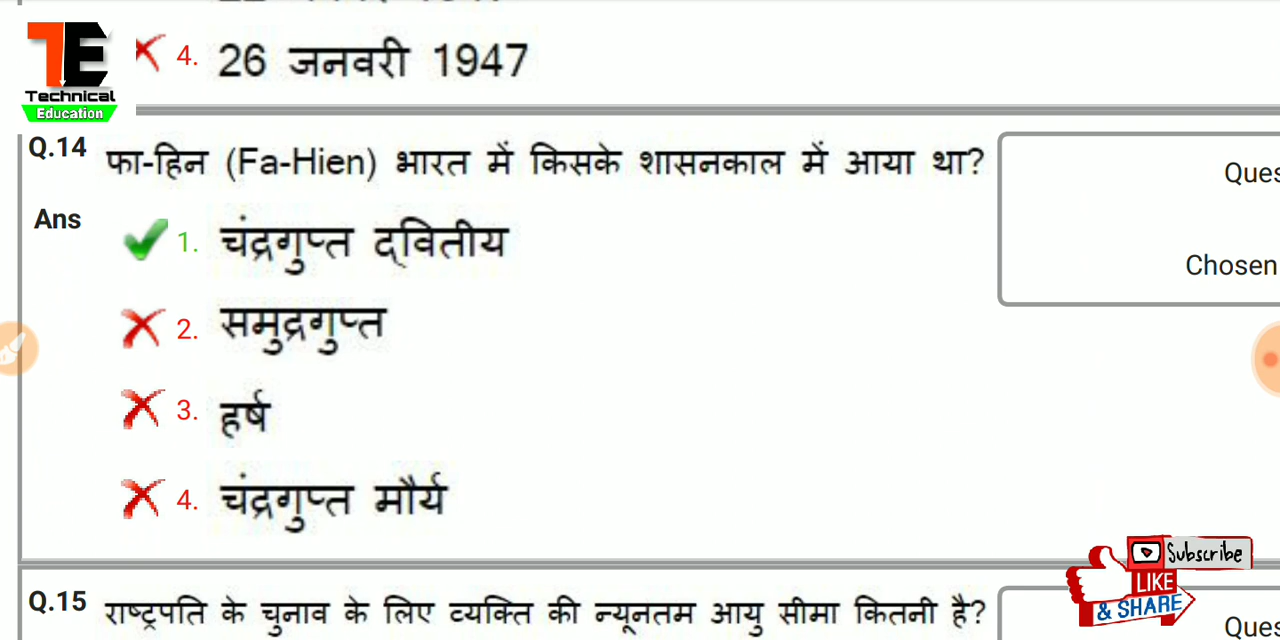 4. 26 जनवरी 1947
TE
Technical
Education
Q.14 फा-हिन (Fa-Hien) भारत में किसके शासनकाल में आया था?
Ques
Ans
1. चंद्रगुप्त द्वितीय
Chosen
2. समुद्रगुप्त
3. हर्ष
4. चंद्रगुप्त मौर्य
Subscribe
LIKE
& SHARE
Q.15 राष्ट्रपति के चुनाव के लिए व्यक्ति की न्यूनतम आयु सीमा कितनी है?
Ques